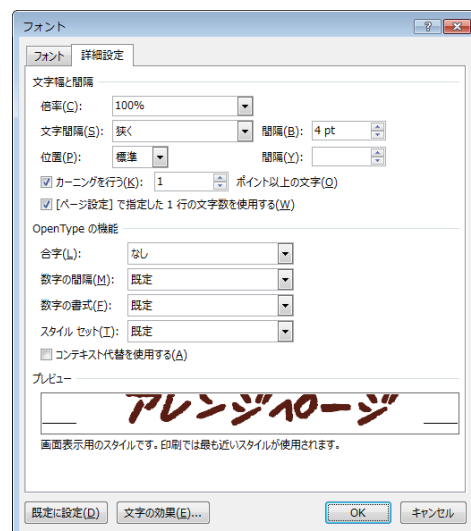 フォント
フォント 詳細設定
文字幅と間隔
倍率(C): 100%
文字間隔(S): 狭く 間隔(B): 4 pt
位置(P): 標準 間隔(Y):
カーニングを行う(K): 1 ポイント以上の文字(O)
[ページ設定] で指定した 1 行の文字数を使用する(W)
OpenType の機能
合字(L): なし
数字の間隔(M): 既定
数字の書式(F): 既定
スタイル セット(T): 既定
コンテキスト代替を使用する(A)
プレビュー
アレンジページ
画面表示用のスタイルです。印刷では最も近いスタイルが使用されます。
既定に設定(D) 文字の効果(E)... OK キャンセル